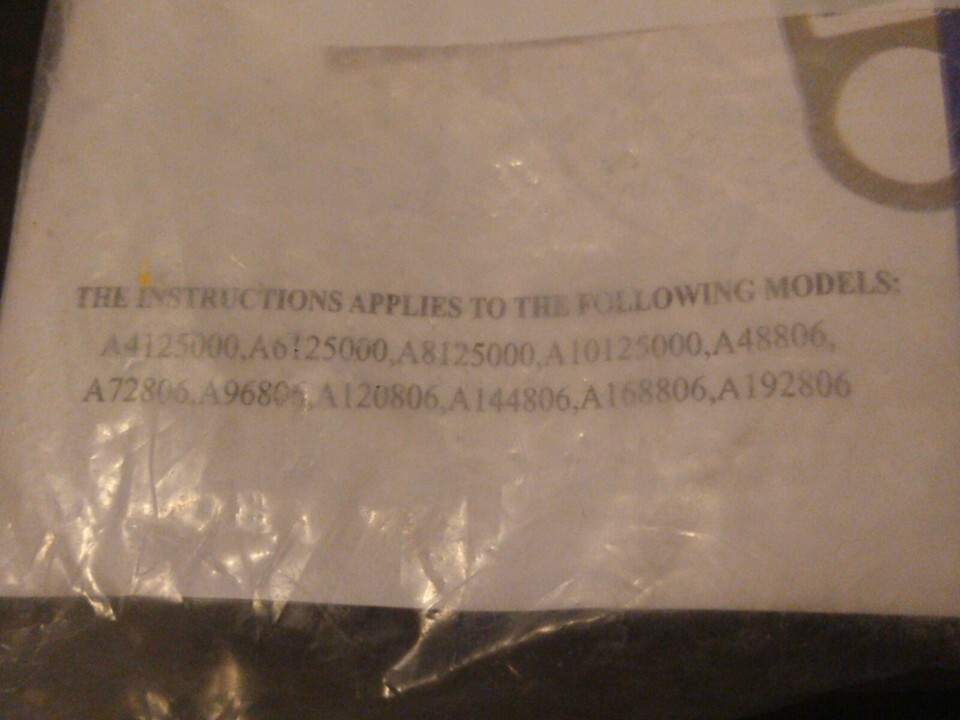 THE INSTRUCTIONS APPLIES TO THE FOLLOWING MODELS:
A4125000,A6125000,A8125000,A10125000,A48806,
A72806,A96806,A120806,A144806,A168806,A192806